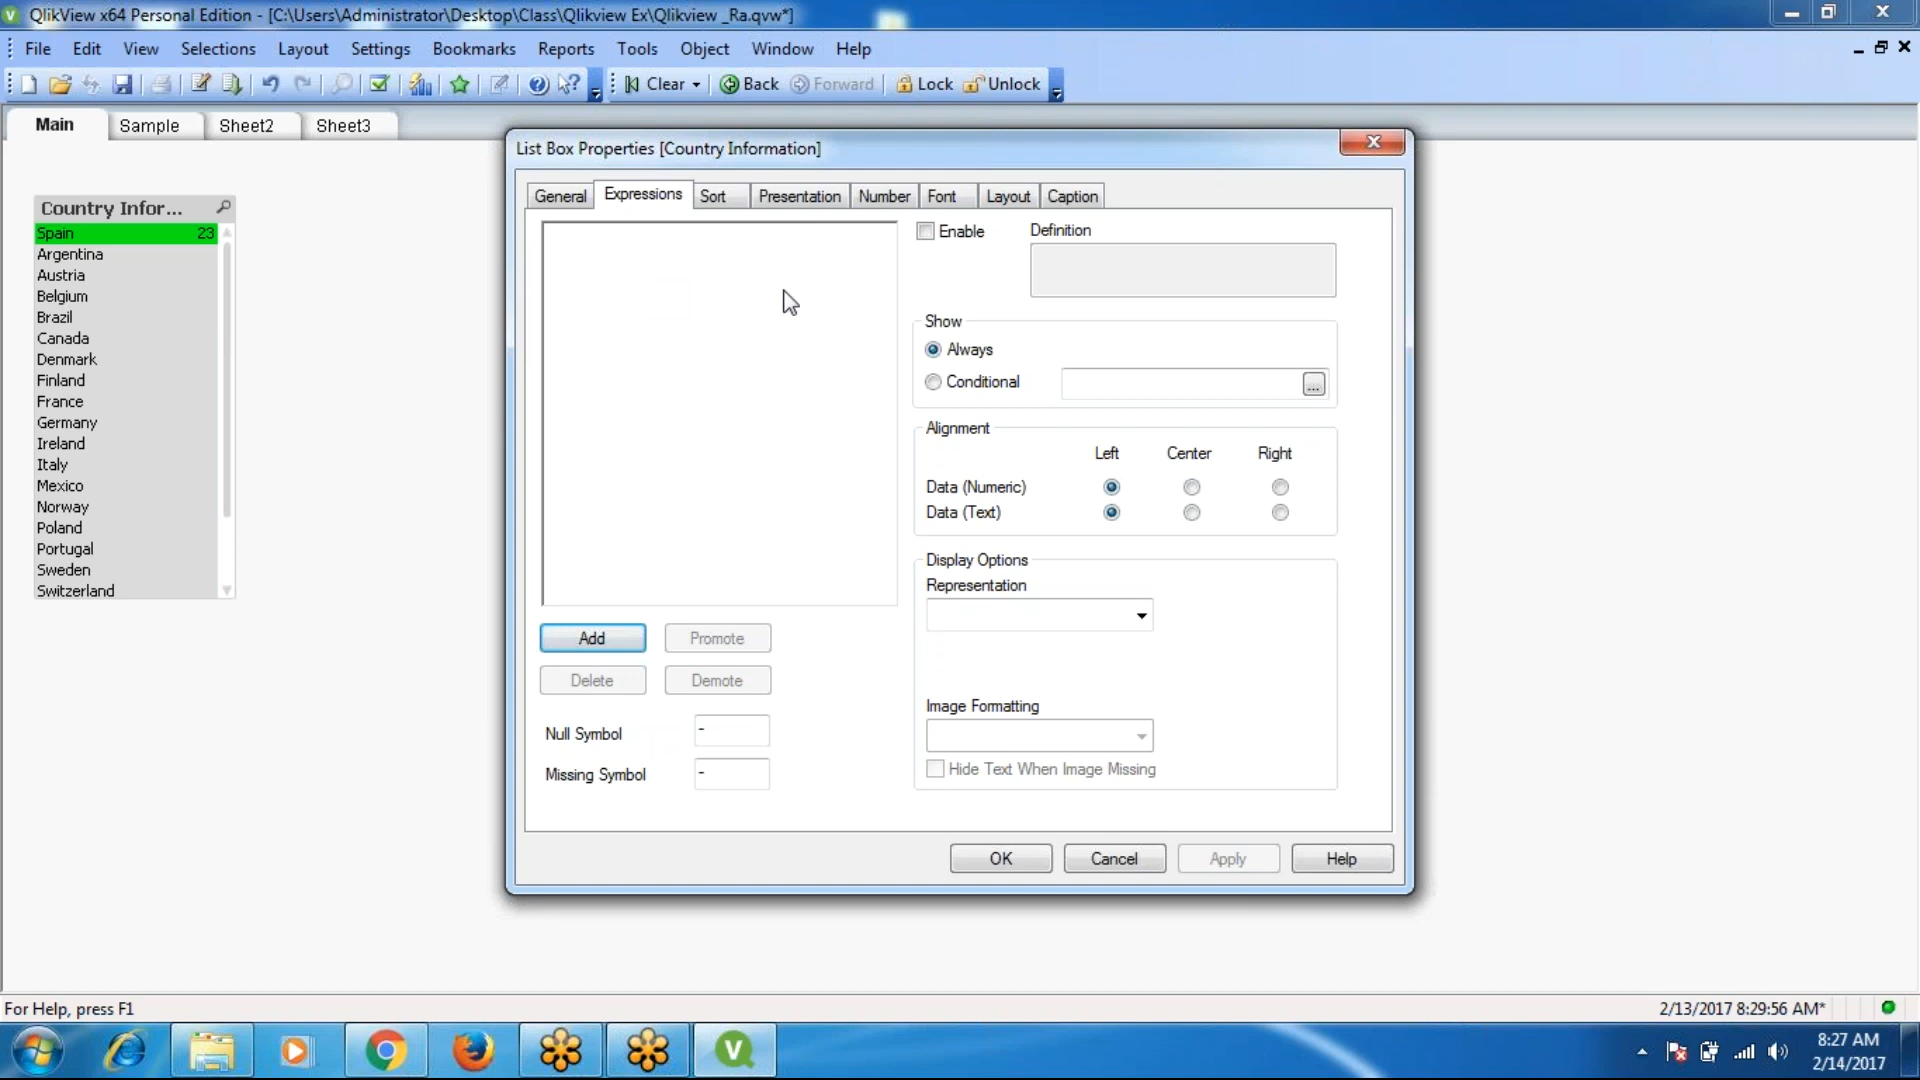 QlikView x64 Personal Edition - [C:\Users\Administrator\Desktop\Class\Qlikview Ex\Qlikview _Ra.qvw*]
File Edit View Selections Layout Settings Bookmarks Reports Tools Object Window Help
Clear Back Forward Lock Unlock
Main Sample Sheet2 Sheet3
Country Infor...
Spain 23
Argentina
Austria
Belgium
Brazil
Canada
Denmark
Finland
France
Germany
Ireland
Italy
Mexico
Norway
Poland
Portugal
Sweden
Switzerland
List Box Properties [Country Information]
General Expressions Sort Presentation Number Font Layout Caption
Enable Definition
Show
Always
Conditional ...
Alignment
Left Center Right
Data (Numeric)
Data (Text)
Display Options
Representation
Add Promote
Delete Demote
Image Formatting
Null Symbol -
Hide Text When Image Missing
Missing Symbol -
OK Cancel Apply Help
For Help, press F1
2/13/2017 8:29:56 AM*
8:27 AM
2/14/2017